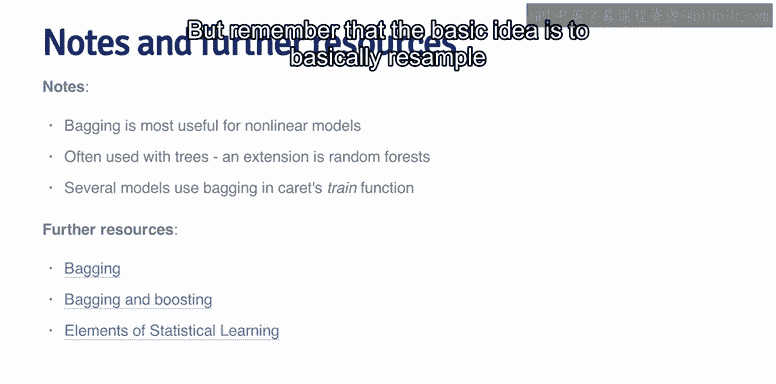 But remember that the basic idea is to
basically resample
Notes and further resources
Notes:
· Bagging is most useful for nonlinear models
· Often used with trees - an extension is random forests
· Several models use bagging in caret's train function
Further resources:
· Bagging
· Bagging and boosting
· Elements of Statistical Learning